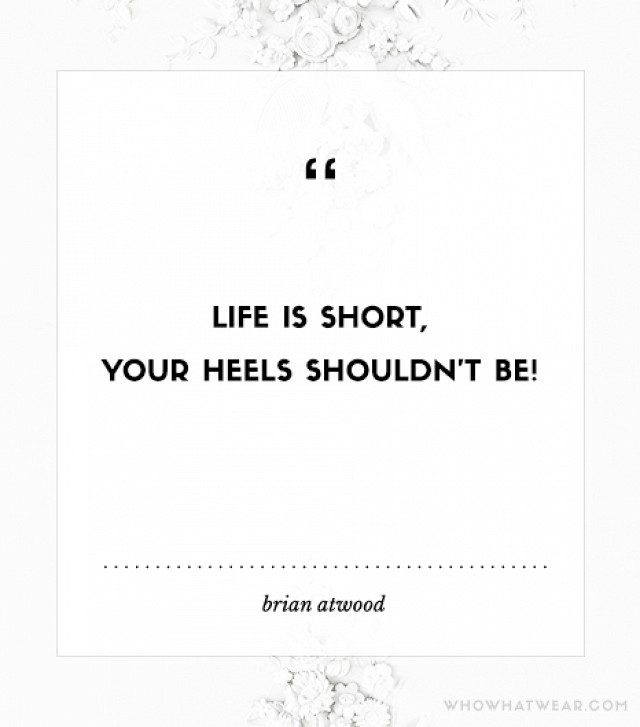 “
LIFE IS SHORT,
YOUR HEELS SHOULDN'T BE!
brian atwood
WHOWHATWEAR.COM